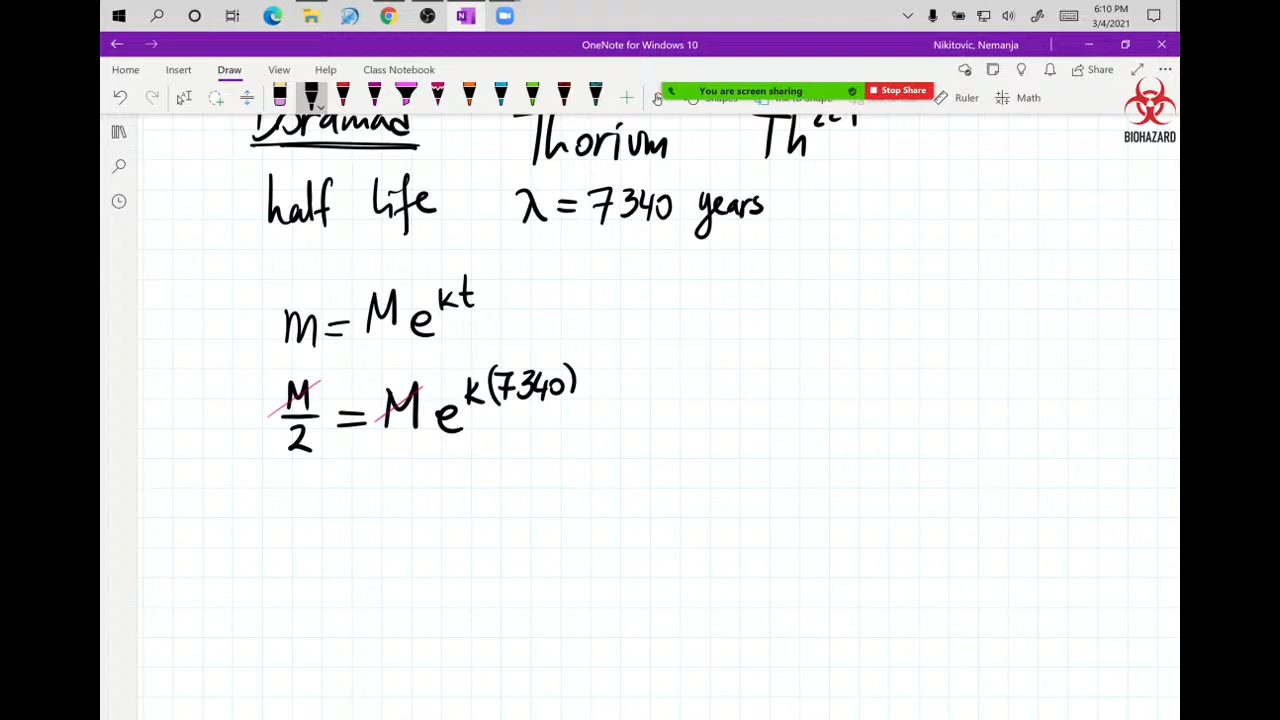 6:10 PM
3/4/2021
OneNote for Windows 10
Nikitovic, Nemanja
Home Insert Draw View Help Class Notebook Share
You are screen sharing Stop Share
Ruler Math
BIOHAZARD
Thorium Th
half life λ = 7340 years
m = M e^{kt}
M/2 = M e^{k(7340)}